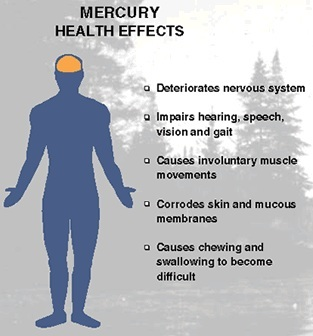 MERCURY
HEALTH EFFECTS
Deteriorates nervous system
Impairs hearing, speech,
vision and gait
Causes involuntary muscle
movements
Corrodes skin and mucous
membranes
Causes chewing and
swallowing to become
difficult